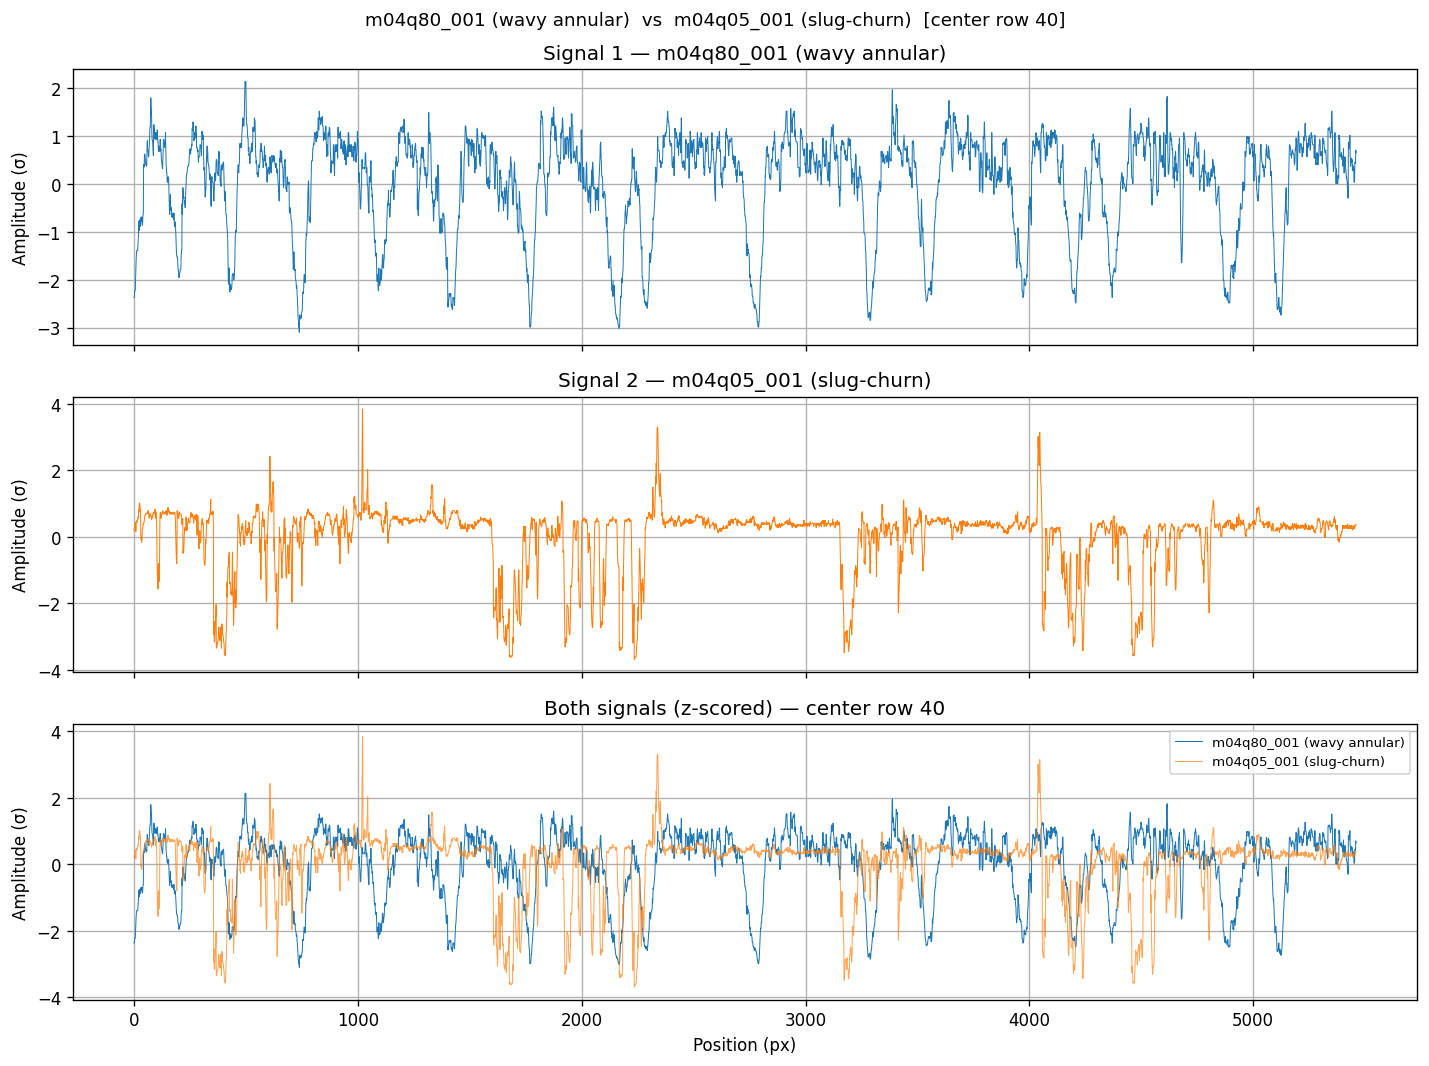 m04q80_001 (wavy annular)  vs  m04q05_001 (slug-churn)  [center row 40]
Signal 1 — m04q80_001 (wavy annular)
Amplitude (σ)
2
1
0
−1
−2
−3
Signal 2 — m04q05_001 (slug-churn)
Amplitude (σ)
4
2
0
−2
−4
Both signals (z-scored) — center row 40
m04q80_001 (wavy annular)
m04q05_001 (slug-churn)
Amplitude (σ)
4
2
0
−2
−4
0 1000 2000 3000 4000 5000
Position (px)